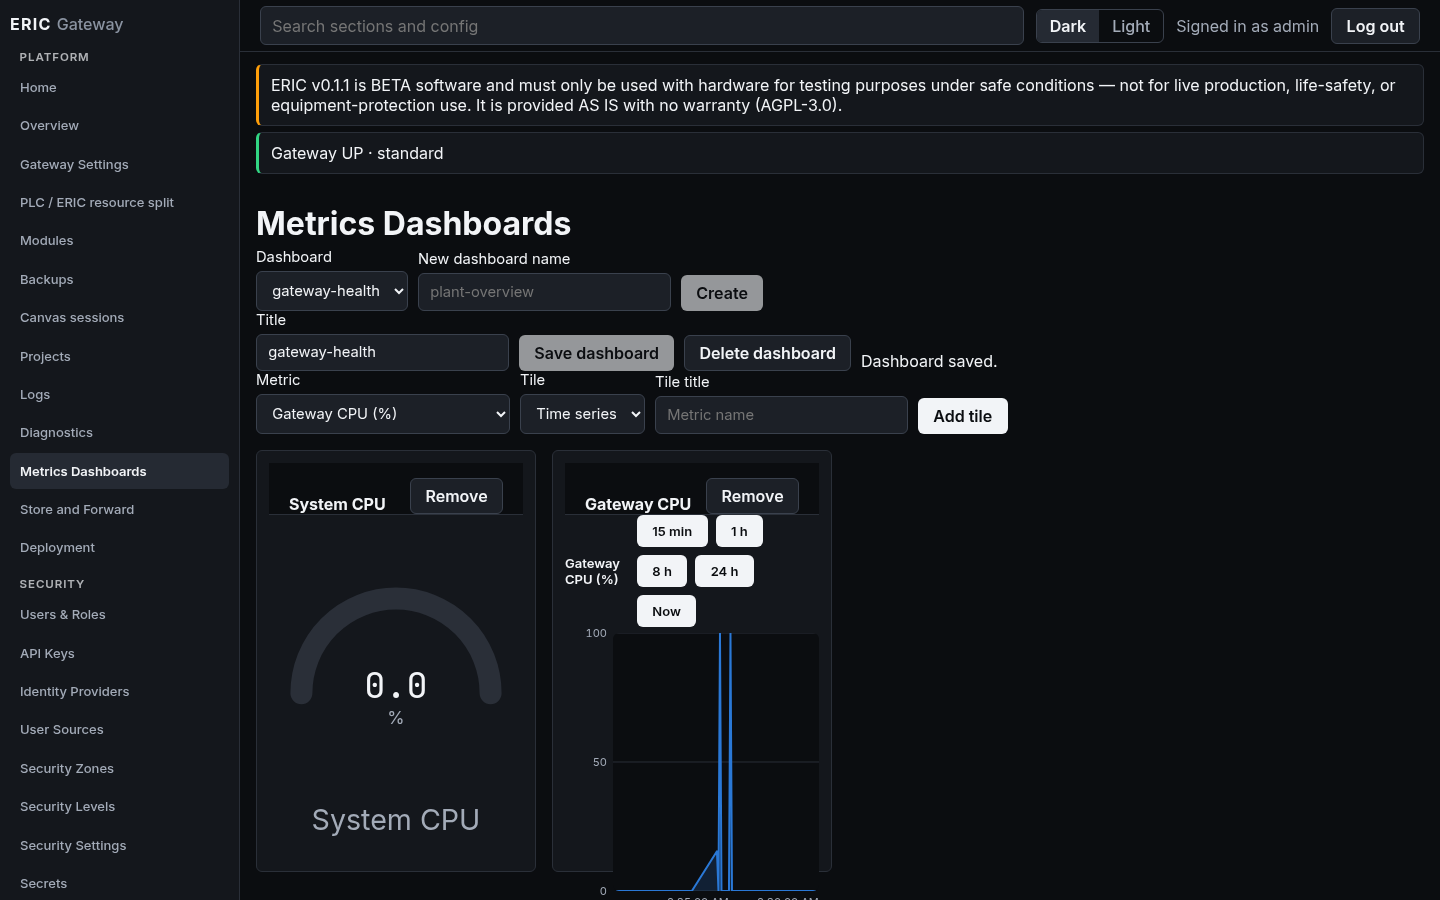 ERIC Gateway
PLATFORM
Home
Overview
Gateway Settings
PLC / ERIC resource split
Modules
Backups
Canvas sessions
Projects
Logs
Diagnostics
Metrics Dashboards
Store and Forward
Deployment
SECURITY
Users & Roles
API Keys
Identity Providers
User Sources
Security Zones
Security Levels
Security Settings
Secrets
Search sections and config
Dark Light Signed in as admin Log out
ERIC v0.1.1 is BETA software and must only be used with hardware for testing purposes under safe conditions — not for live production, life-safety, or
equipment-protection use. It is provided AS IS with no warranty (AGPL-3.0).
Gateway UP · standard
Metrics Dashboards
Dashboard New dashboard name
gateway-health plant-overview Create
Title
gateway-health Save dashboard Delete dashboard Dashboard saved.
Metric Tile Tile title
Gateway CPU (%) Time series Metric name Add tile
System CPU Remove
0.0
%
System CPU
Gateway CPU Remove
Gateway
CPU (%)
15 min 1 h
8 h 24 h
Now
100
50
0